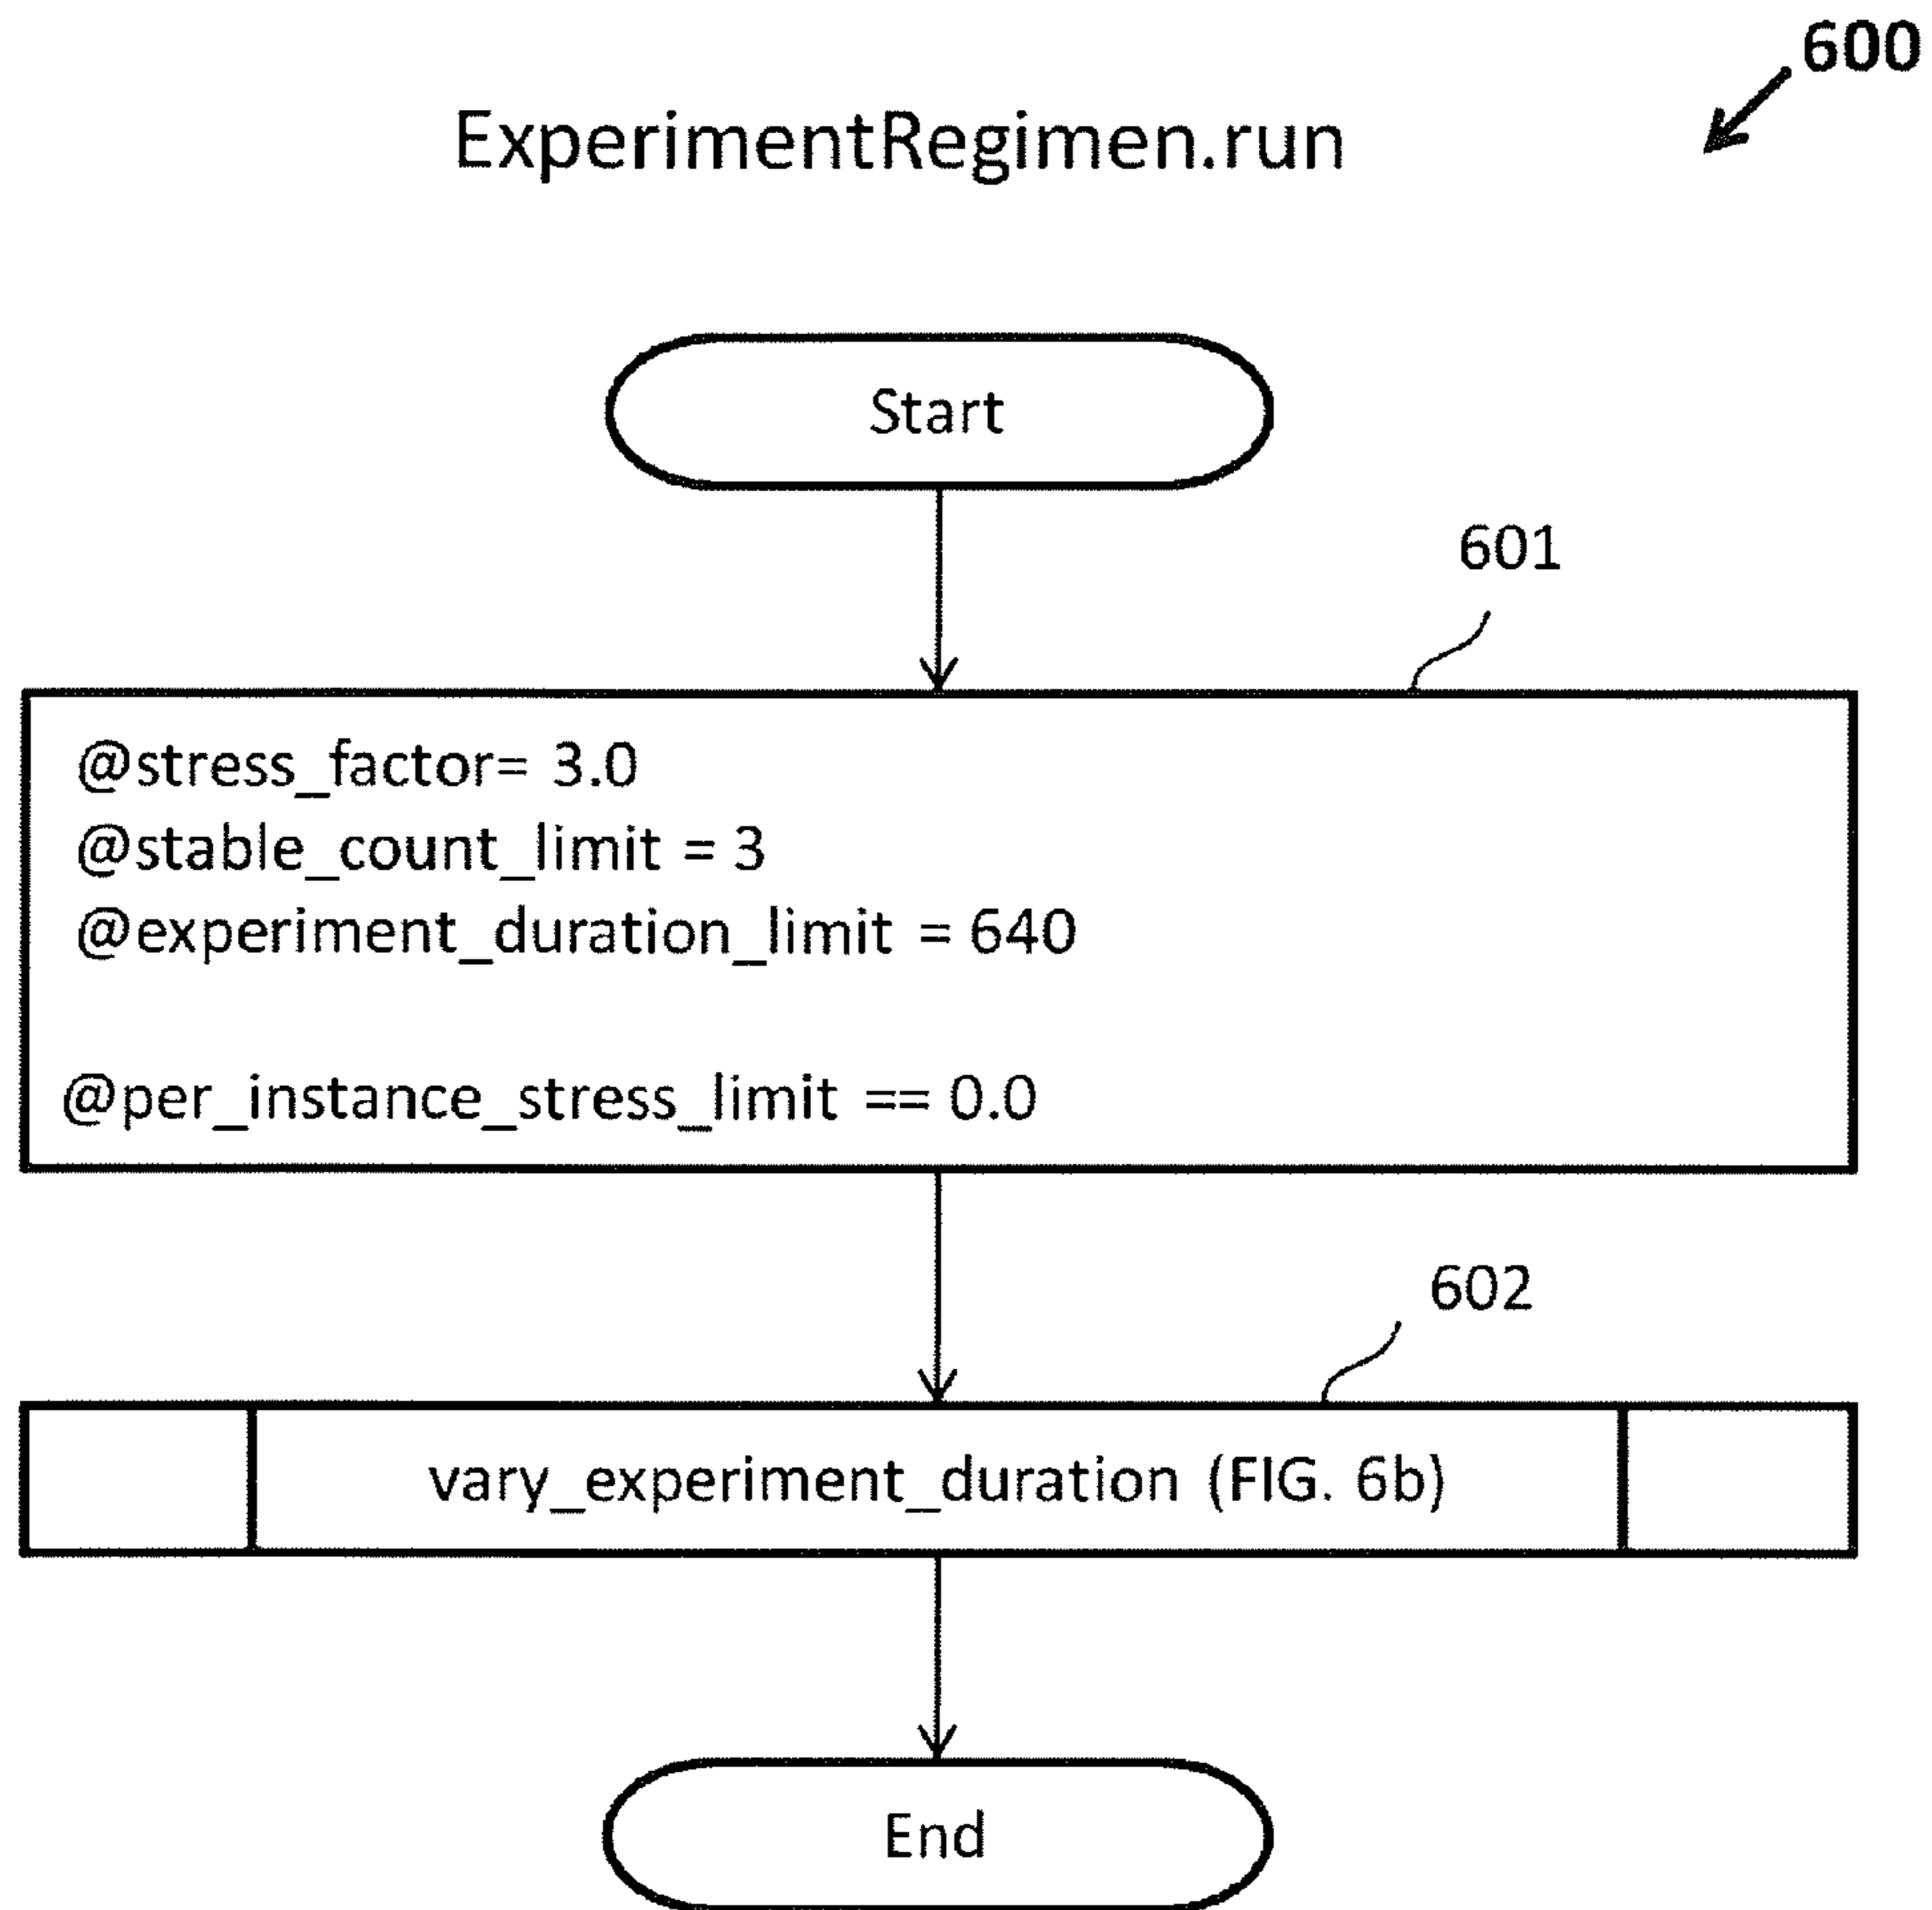 600
ExperimentRegimen.run
Start
601
@stress_factor= 3.0
@stable_count_limit = 3
@experiment_duration_limit = 640
@per_instance_stress_limit == 0.0
602
vary_experiment_duration (FIG. 6b)
End